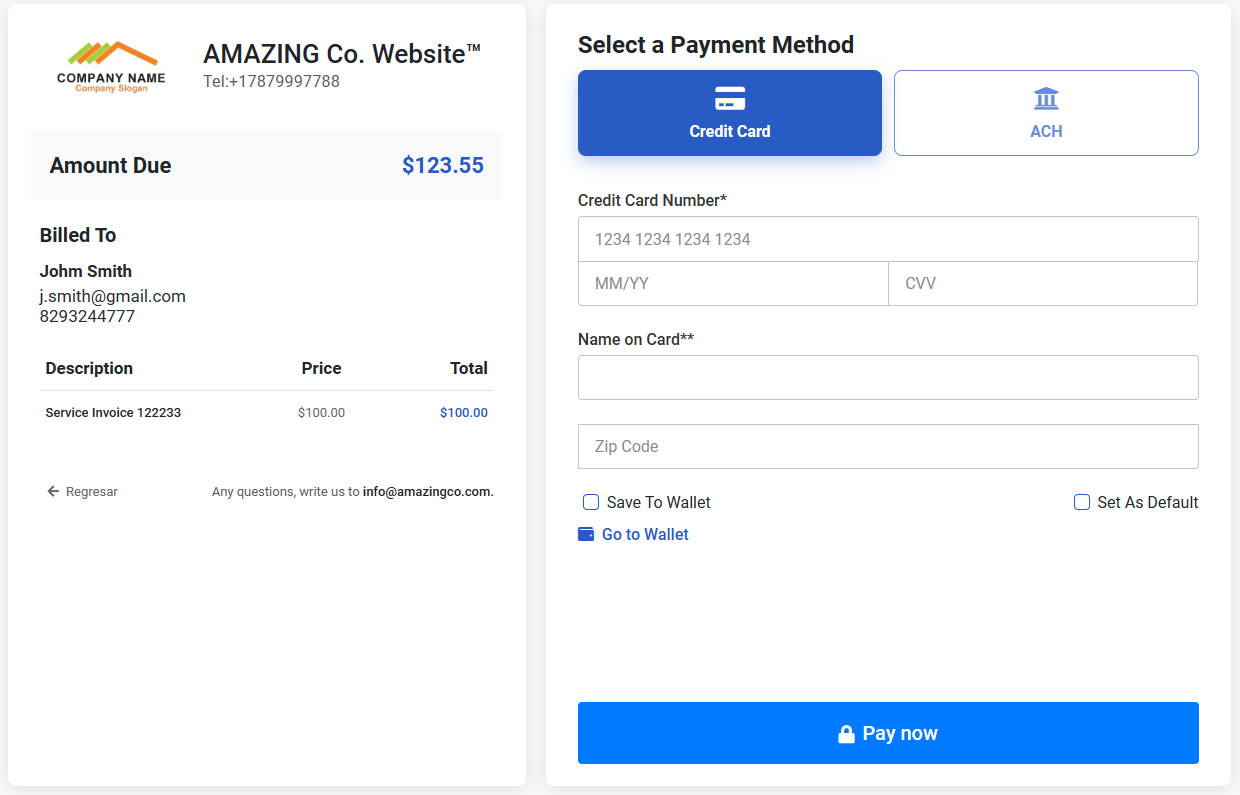 COMPANY NAME
Company Slogan
AMAZING Co. Website™
Tel:+17879997788
Amount Due $123.55
Billed To
Johm Smith
j.smith@gmail.com
8293244777
Description Price Total
Service Invoice 122233 $100.00 $100.00
Regresar Any questions, write us to info@amazingco.com.
Select a Payment Method
Credit Card ACH
Credit Card Number*
1234 1234 1234 1234
MM/YY CVV
Name on Card**
Zip Code
Save To Wallet Set As Default
Go to Wallet
Pay now